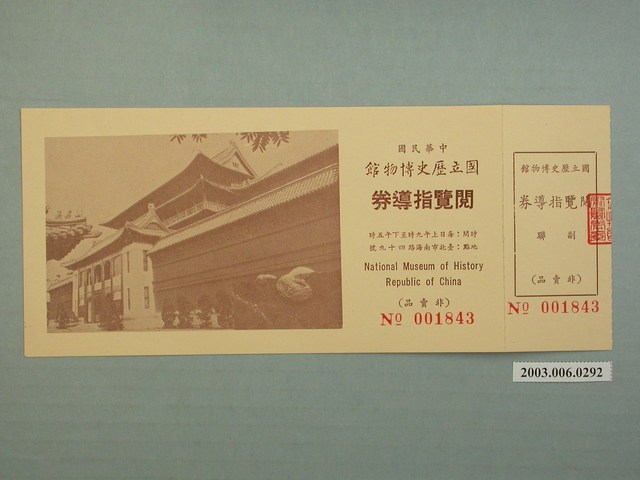 中華民國
國立歷史博物館
閱覽指導券
時間：每日上午九時至下午五時
地點：臺北市南海路四十九號
National Museum of History
Republic of China
(非賣品)
No 001843
國立歷史博物館
閱覽指導券
副聯
(非賣品)
No 001843
2003.006.0292